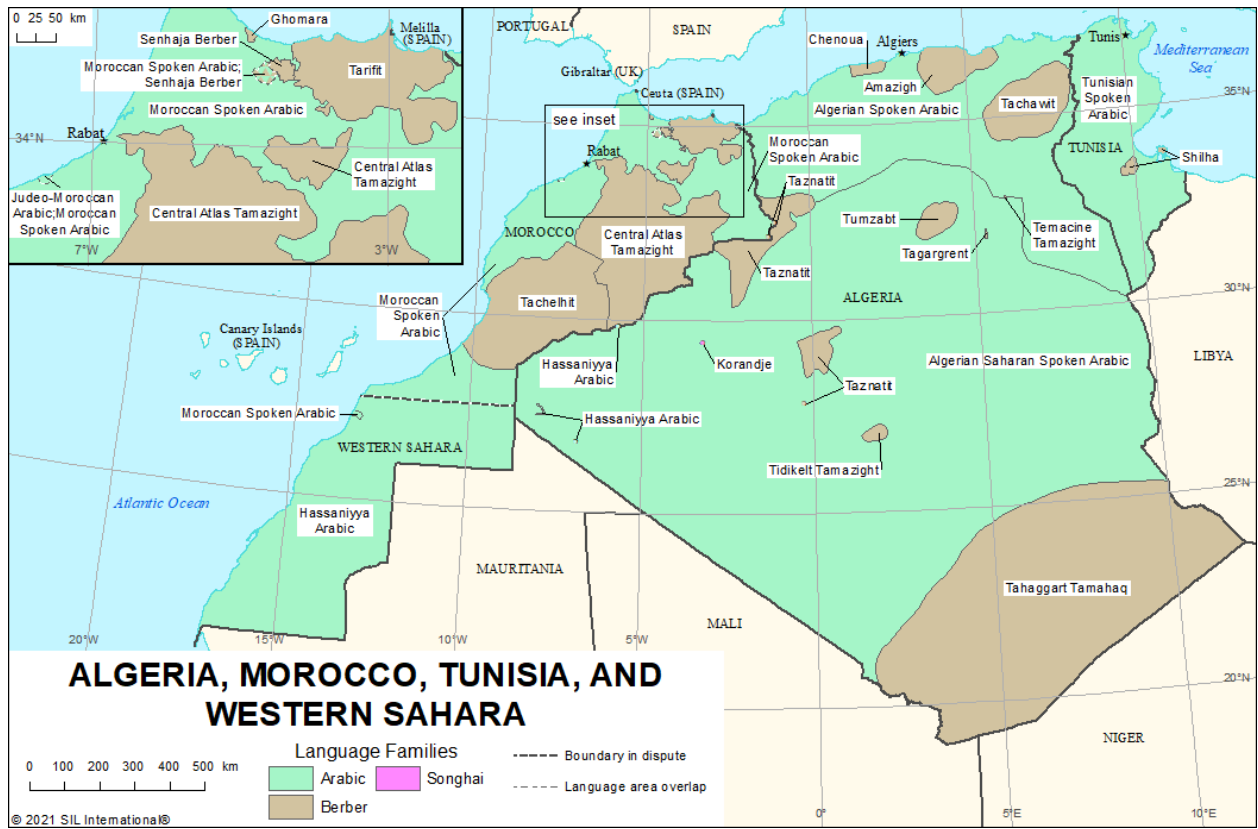 0 25 50 km
Ghomara
Senhaja Berber
Melilla
(SPAIN)
Moroccan Spoken Arabic;
Senhaja Berber
Tarifit
Moroccan Spoken Arabic
34°N
Rabat
Central Atlas
Tamazight
Judeo-Moroccan
Arabic;Moroccan
Spoken Arabic
Central Atlas Tamazight
7°W
3°W
PORTUGAL
SPAIN
Gibraltar (UK)
Ceuta (SPAIN)
see inset
Rabat
Chenoua
Algiers
Amazigh
Algerian Spoken Arabic
Tachawit
Tunis
Tunisian
Spoken
Arabic
Mediterranean
Sea
35°N
TUNISIA
Shilha
Moroccan
Spoken Arabic
Taznatit
Tumzabt
Tagargrent
Temacine
Tamazight
MOROCCO
Central Atlas
Tamazight
Taznatit
ALGERIA
30°N
Tachelhit
Moroccan
Spoken
Arabic
Canary Islands
(SPAIN)
Hassaniyya
Arabic
Korandje
Taznatit
Algerian Saharan Spoken Arabic
LIBYA
Moroccan Spoken Arabic
Hassaniyya Arabic
WESTERN SAHARA
Tidikelt Tamazight
25°N
Atlantic Ocean
Hassaniyya
Arabic
MAURITANIA
Tahaggart Tamahaq
MALI
20°W
15°W
10°W
5°W
20°N
NIGER
0°
5°E
10°E
ALGERIA, MOROCCO, TUNISIA, AND
WESTERN SAHARA
0 100 200 300 400 500 km
Language Families
Arabic
Songhai
Berber
Boundary in dispute
Language area overlap
© 2021 SIL International®